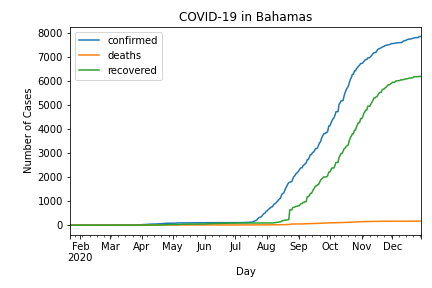 COVID-19 in Bahamas
confirmed
deaths
recovered
Number of Cases
8000
7000
6000
5000
4000
3000
2000
1000
0
Feb Mar Apr May Jun Jul Aug Sep Oct Nov Dec
2020
Day